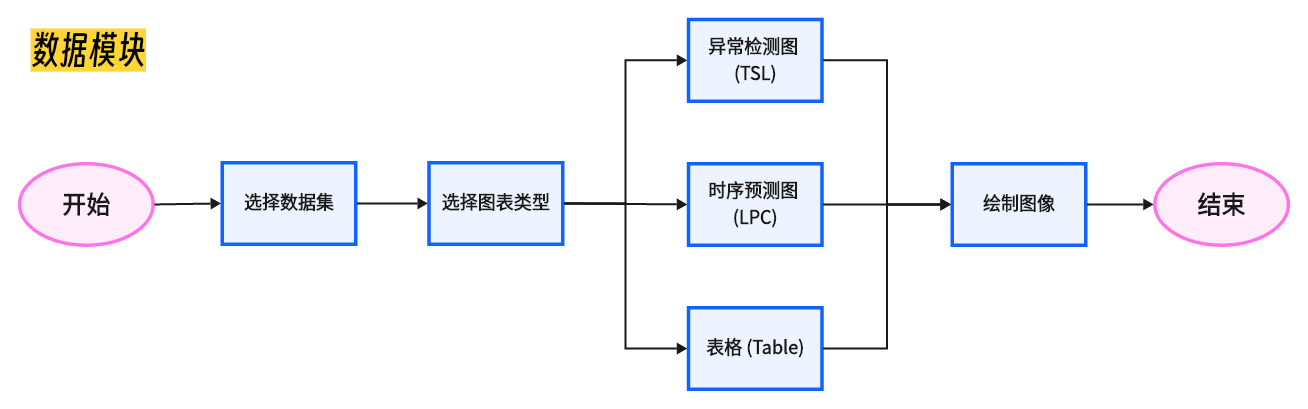 数据模块
开始
选择数据集
选择图表类型
异常检测图
(TSL)
时序预测图
(LPC)
表格 (Table)
绘制图像
结束